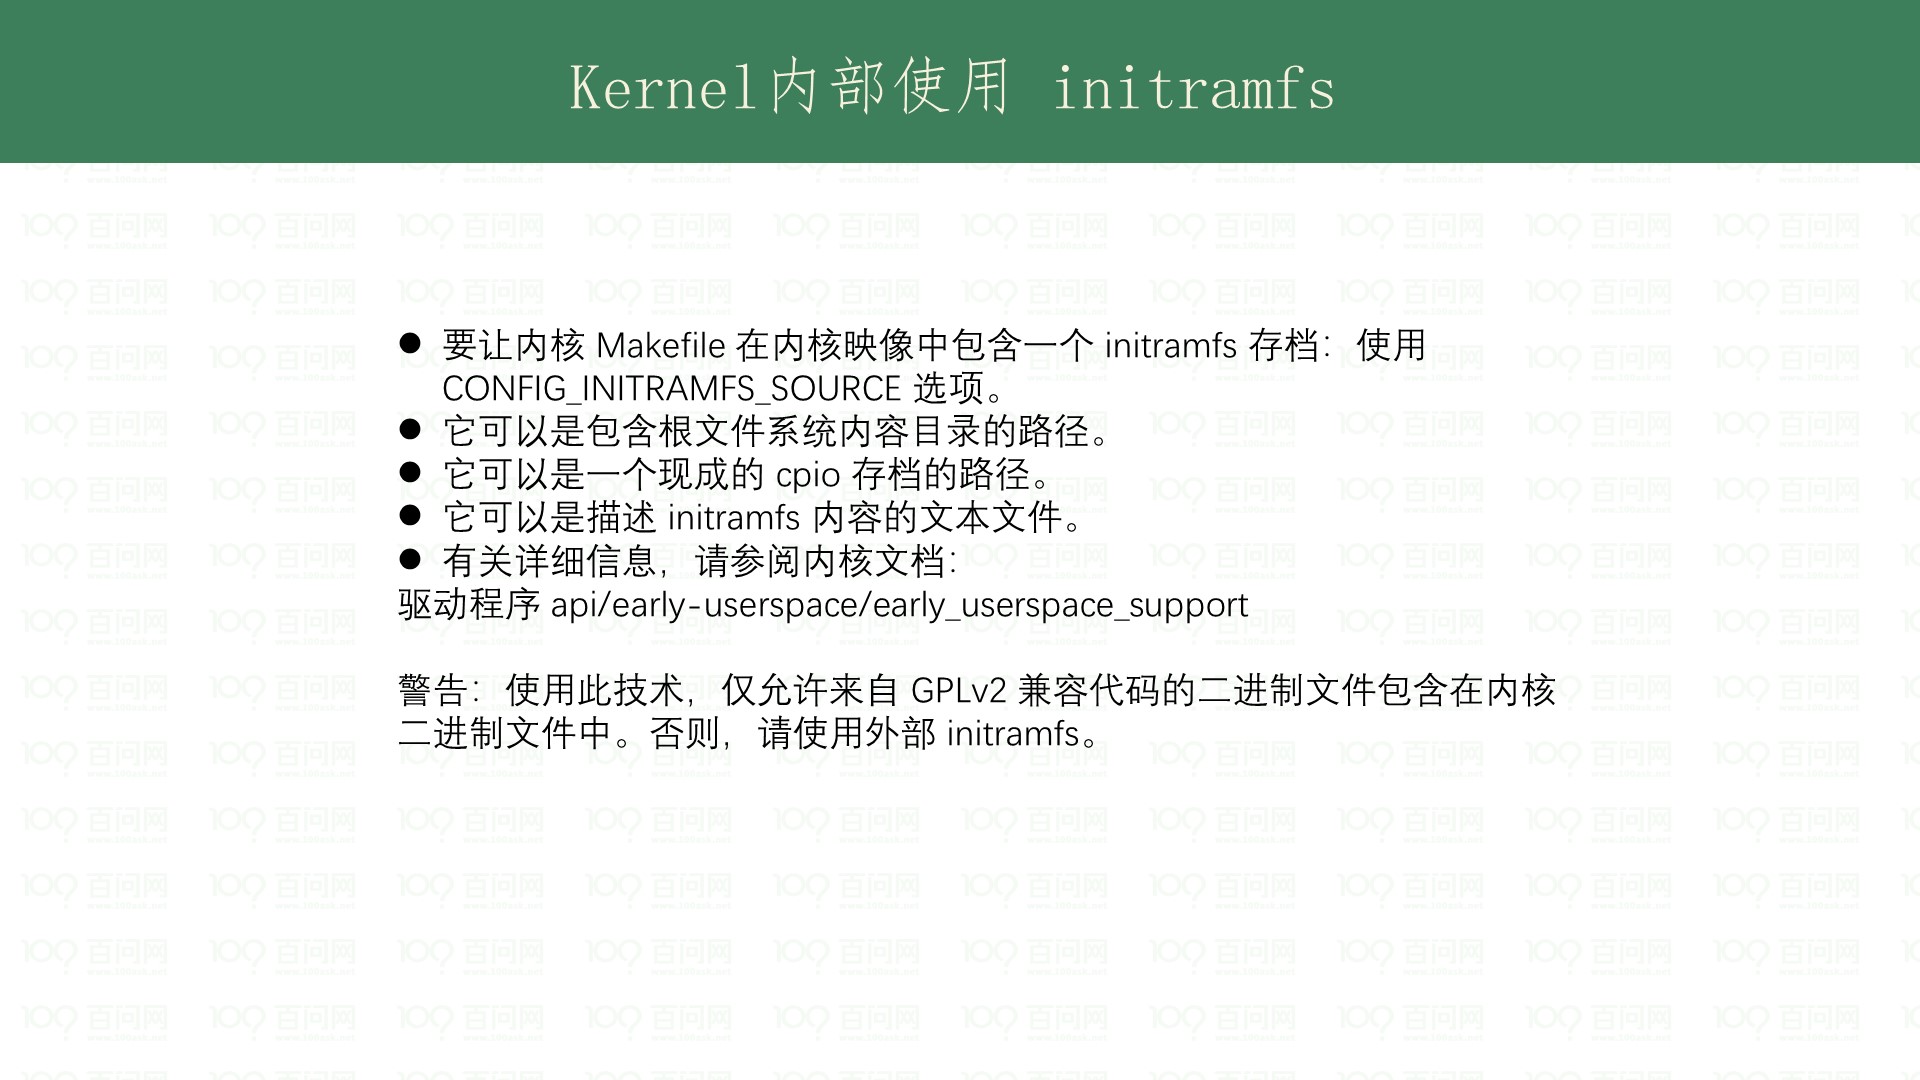 Kernel内部使用 initramfs
● 要让内核 Makefile 在内核映像中包含一个 initramfs 存档：使用
CONFIG_INITRAMFS_SOURCE 选项。
● 它可以是包含根文件系统内容目录的路径。
● 它可以是一个现成的 cpio 存档的路径。
● 它可以是描述 initramfs 内容的文本文件。
● 有关详细信息，请参阅内核文档：
驱动程序 api/early-userspace/early_userspace_support
警告：使用此技术，仅允许来自 GPLv2 兼容代码的二进制文件包含在内核
二进制文件中。否则，请使用外部 initramfs。
百问网
www.100ask.net